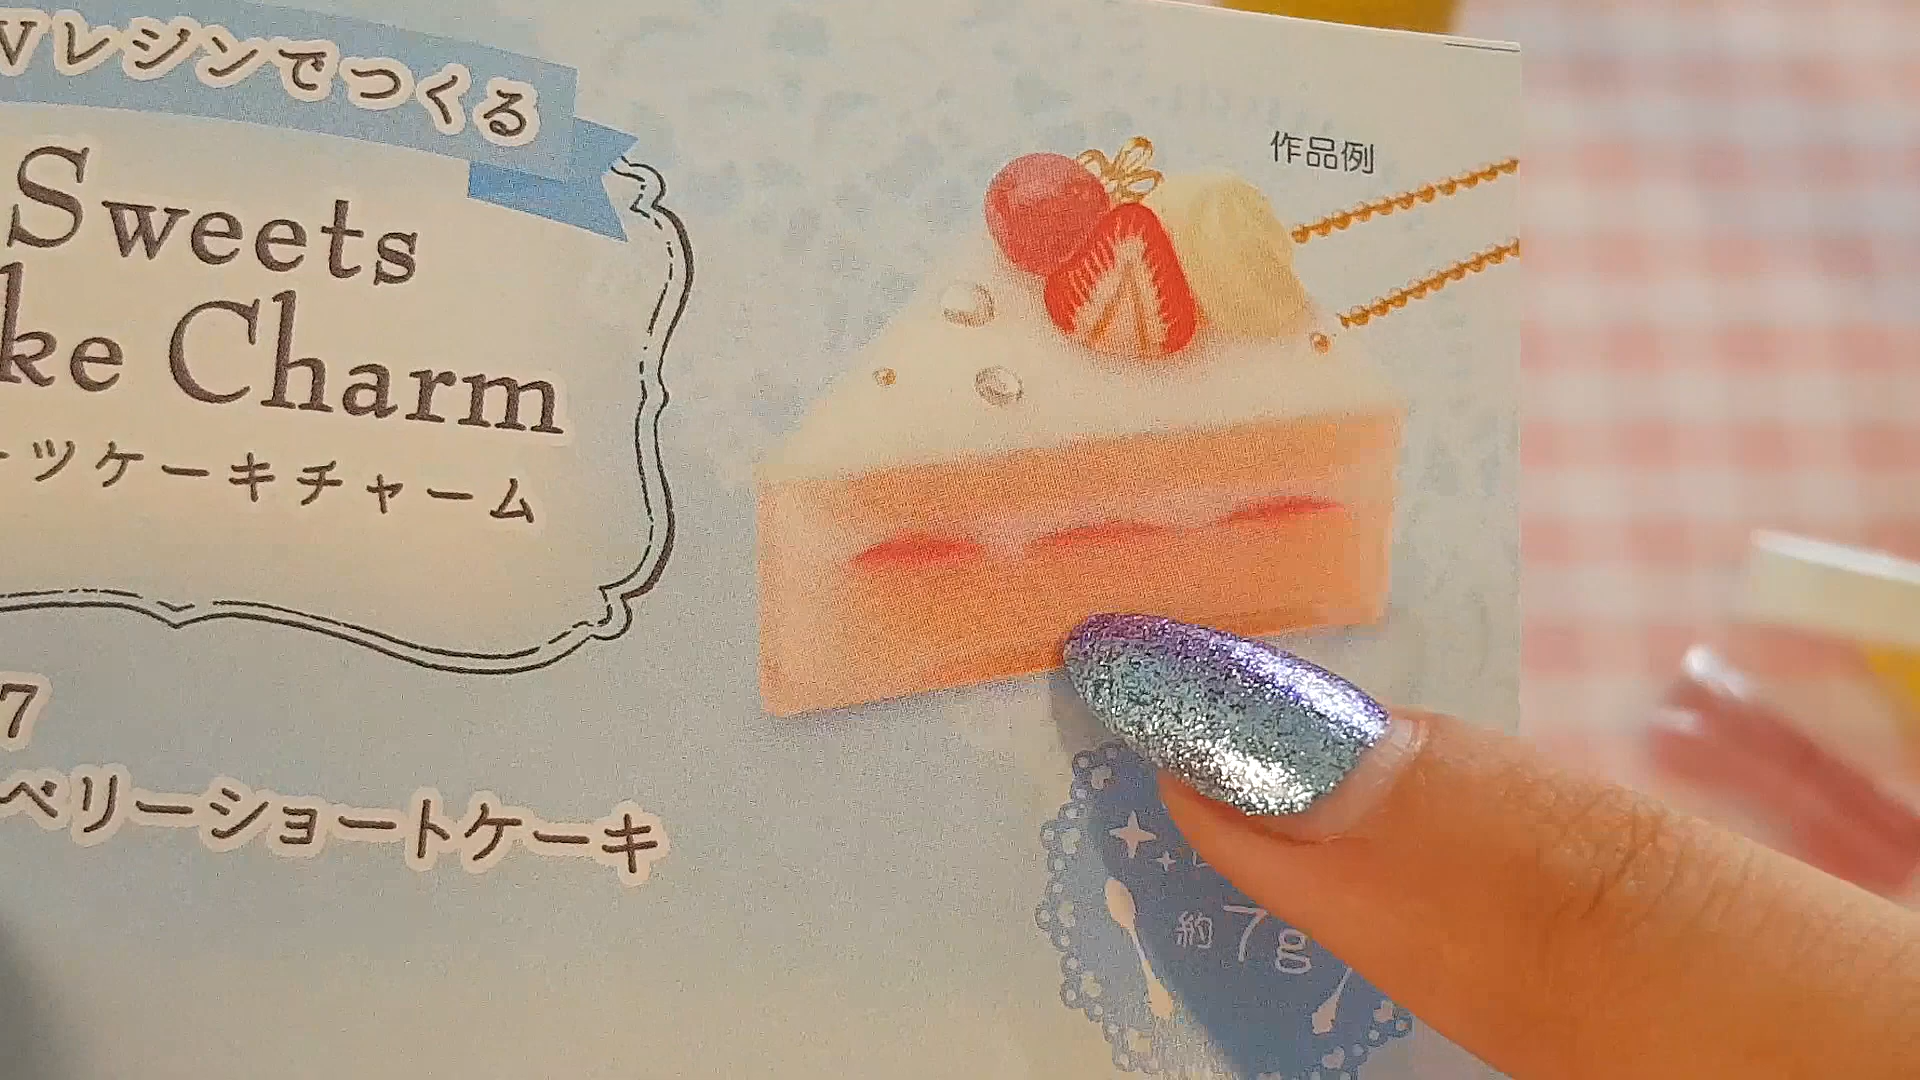 Vレジンでつくる
Sweets
ke Charm
ーツケーキチャーム
作品例
7
ベリーショートケーキ
約7g